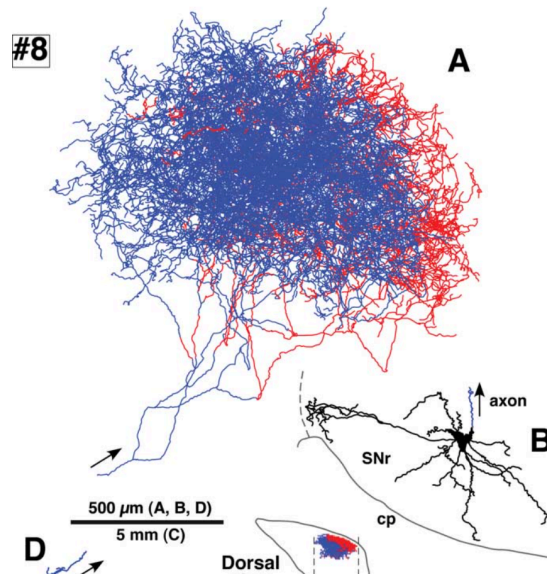 #8
A
axon
B
SNr
cp
500 µm (A, B, D)
5 mm (C)
D
Dorsal